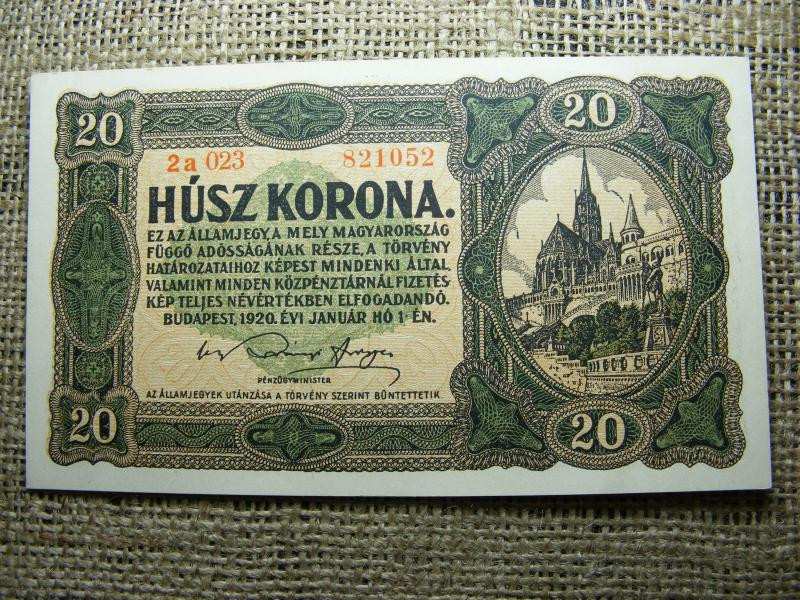 20
20
2a 023 821052
HÚSZ KORONA.
EZ AZ ÁLLAMJEGY, A MELY MAGYARORSZÁG
FÜGGŐ ADÓSSÁGÁNAK RÉSZE, A TÖRVÉNY
HATÁROZATAIHOZ KÉPEST MINDENKI ÁLTAL,
VALAMINT MINDEN KÖZPÉNZTÁRNÁL FIZETÉS
KÉP TELJES NÉVÉRTÉKBEN ELFOGADANDÓ.
BUDAPEST, 1920. ÉVI JANUÁR HÓ 1-ÉN.
PÉNZÜGYMINISTER
AZ ÁLLAMJEGYEK UTÁNZÁSA A TÖRVÉNY SZERINT BÜNTETTETIK.
20
20